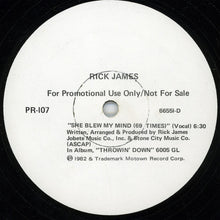 RICK JAMES
For Promotional Use Only/Not For Sale
PR-107
6655i-D
"SHE BLEW MY MIND (69 TIMES)" (Vocal) 6:30
Written, Arranged & Produced by Rick James
Jobete Music Co., Inc. & Stone City Music Co.
(ASCAP)
In Album, "THROWIN' DOWN" 6005 GL
℗ 1982 & Trademark Motown Record Corp.